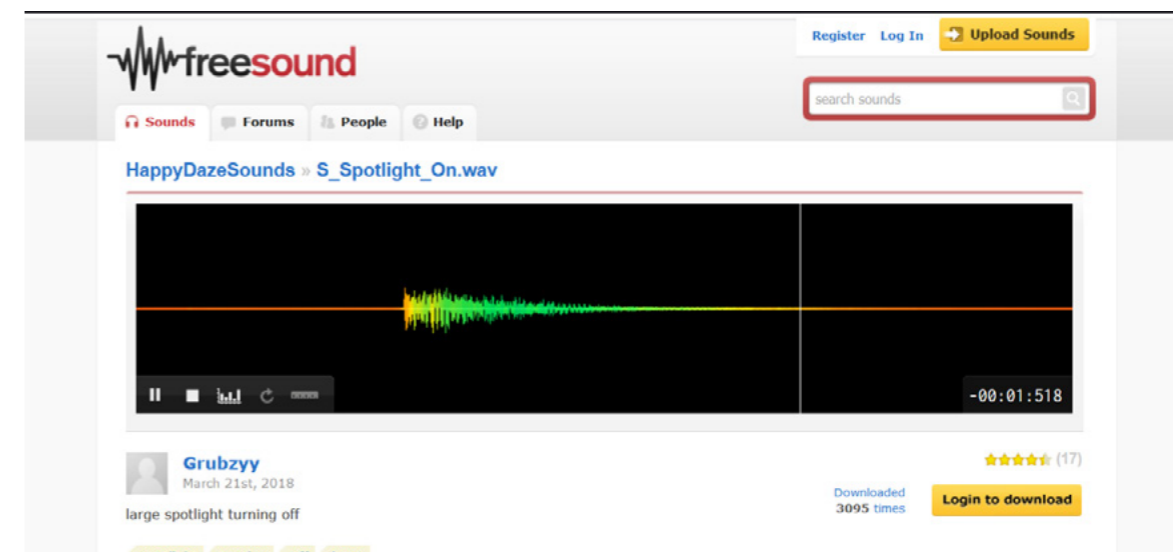 freesound
Register Log In Upload Sounds
search sounds
Sounds Forums People Help
HappyDazeSounds » S_Spotlight_On.wav
-00:01:518
Grubzyy
March 21st, 2018
large spotlight turning off
(17)
Downloaded
3095 times
Login to download